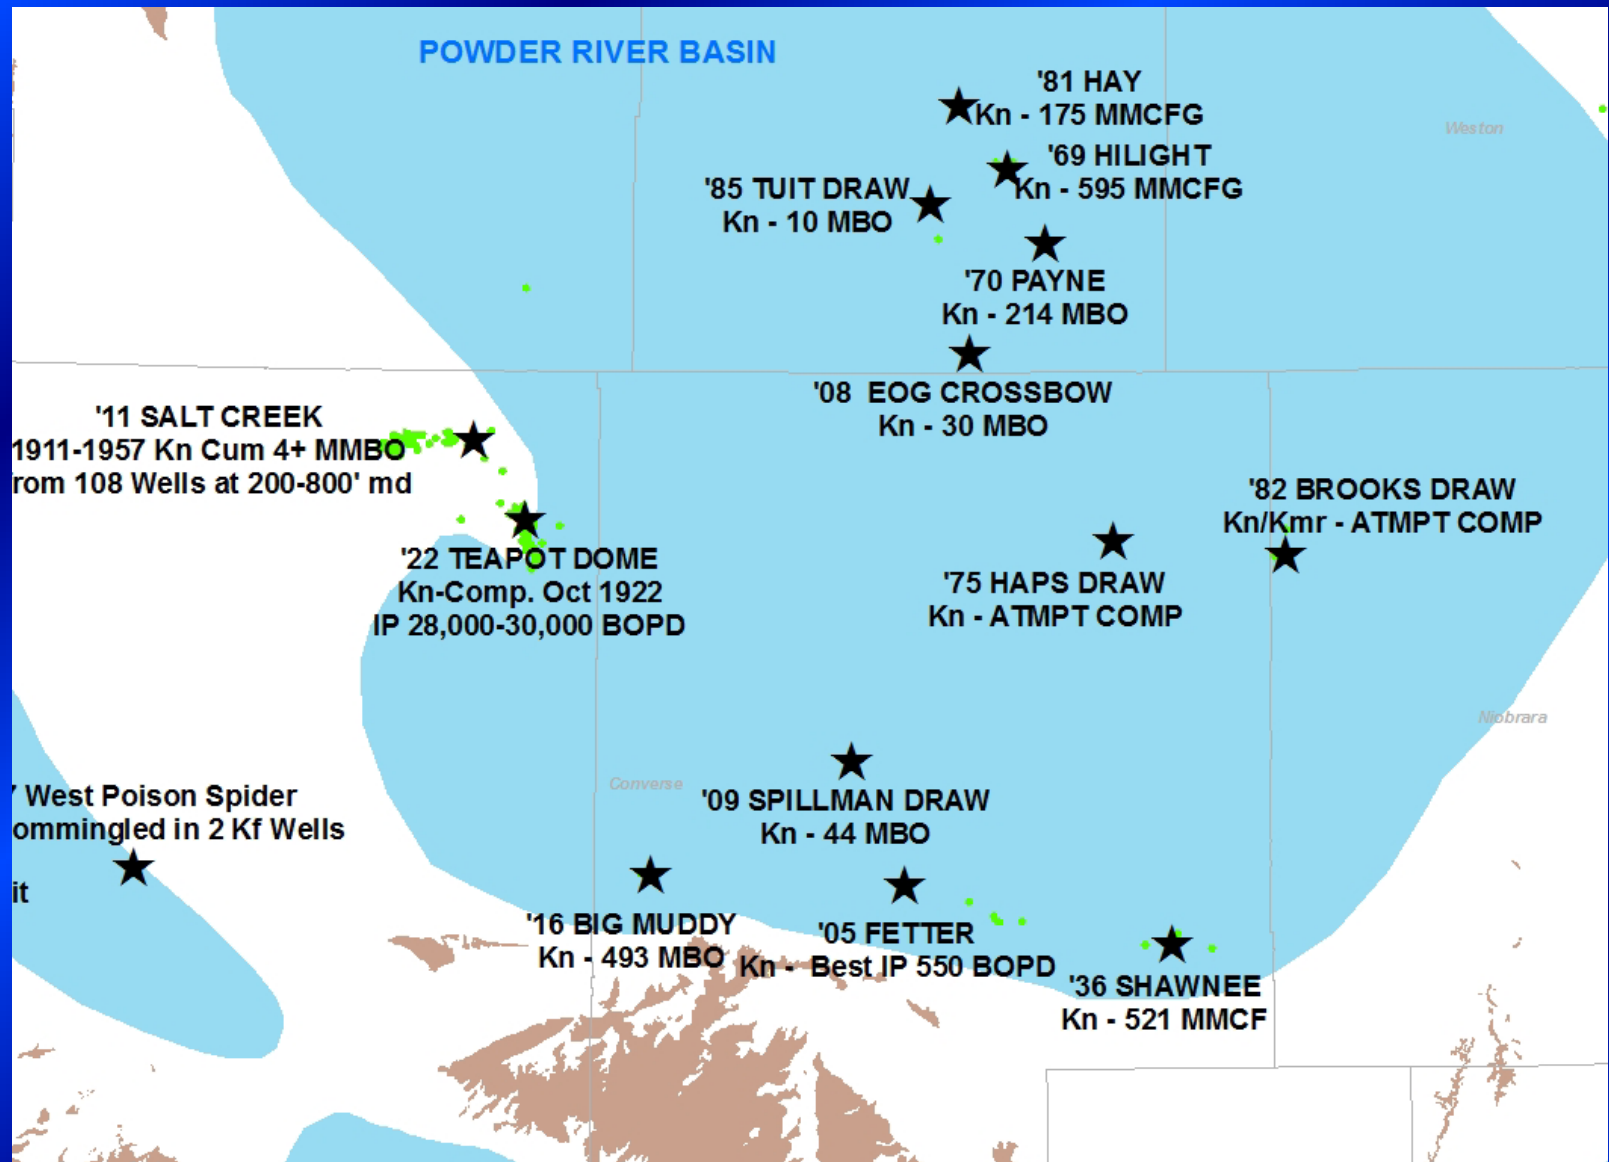 POWDER RIVER BASIN
'81 HAY
Kn - 175 MMCFG
Weston
'69 HILIGHT
Kn - 595 MMCFG
'85 TUIT DRAW
Kn - 10 MBO
'70 PAYNE
Kn - 214 MBO
'08 EOG CROSSBOW
Kn - 30 MBO
'11 SALT CREEK
1911-1957 Kn Cum 4+ MMBO
rom 108 Wells at 200-800' md
'82 BROOKS DRAW
Kn/Kmr - ATMPT COMP
'22 TEAPOT DOME
Kn-Comp. Oct 1922
IP 28,000-30,000 BOPD
'75 HAPS DRAW
Kn - ATMPT COMP
Niobrara
Converse
7 West Poison Spider
ommingled in 2 Kf Wells
it
'09 SPILLMAN DRAW
Kn - 44 MBO
'16 BIG MUDDY
Kn - 493 MBO
'05 FETTER
Kn - Best IP 550 BOPD
'36 SHAWNEE
Kn - 521 MMCF